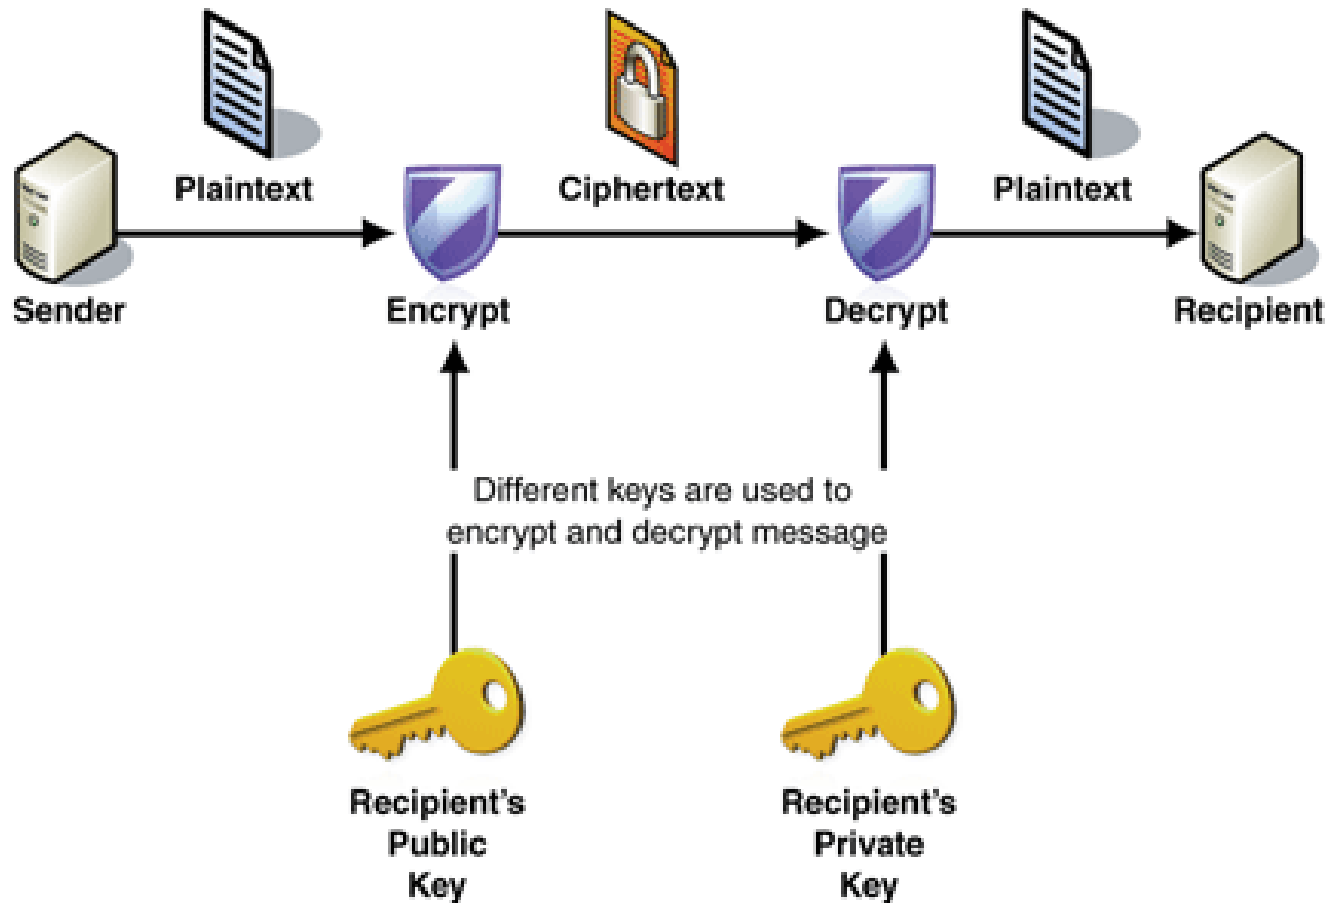 Plaintext
Ciphertext
Plaintext
Sender
Encrypt
Decrypt
Recipient
Different keys are used to
encrypt and decrypt message
Recipient's
Public
Key
Recipient's
Private
Key